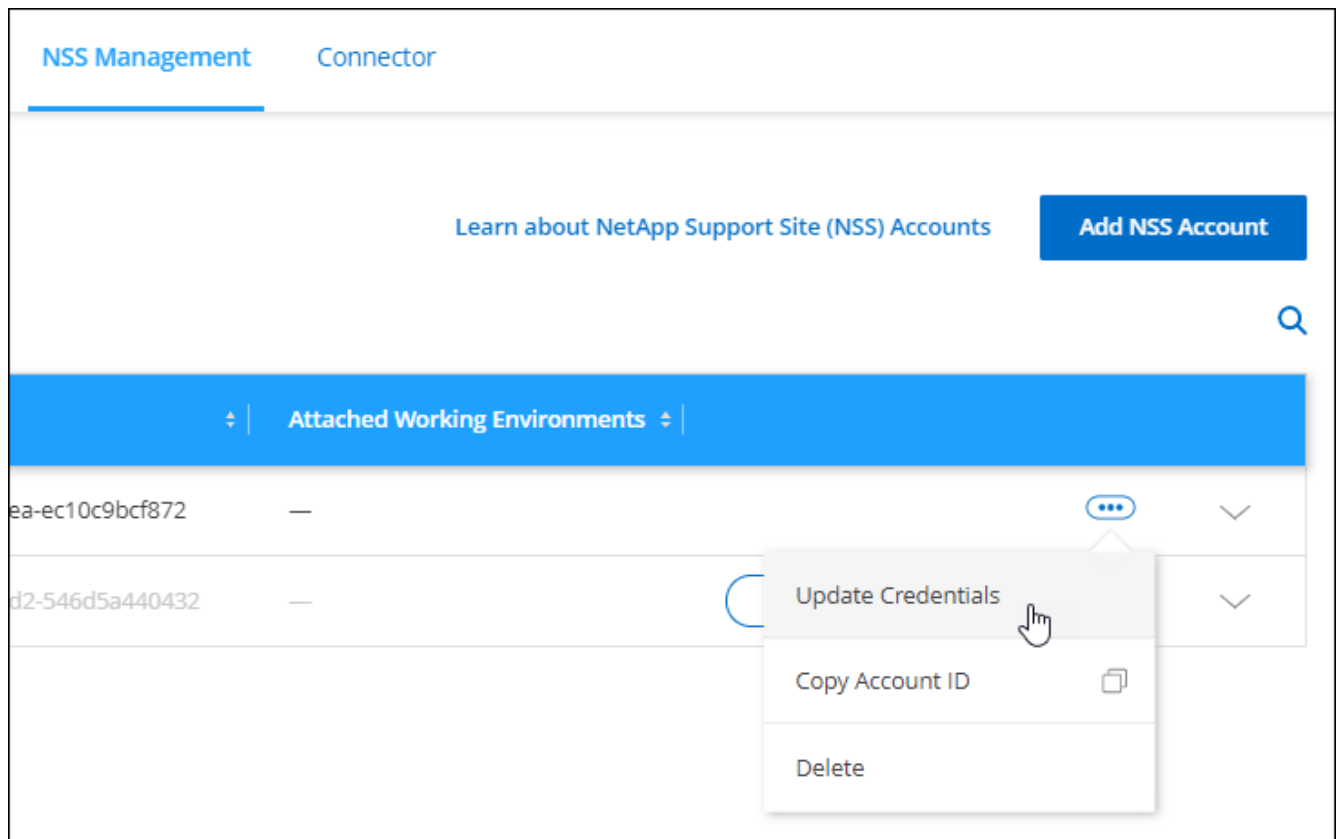 NSS Management Connector
Learn about NetApp Support Site (NSS) Accounts Add NSS Account
Attached Working Environments
ea-ec10c9bcf872 —
d2-546d5a440432 —
Update Credentials
Copy Account ID
Delete